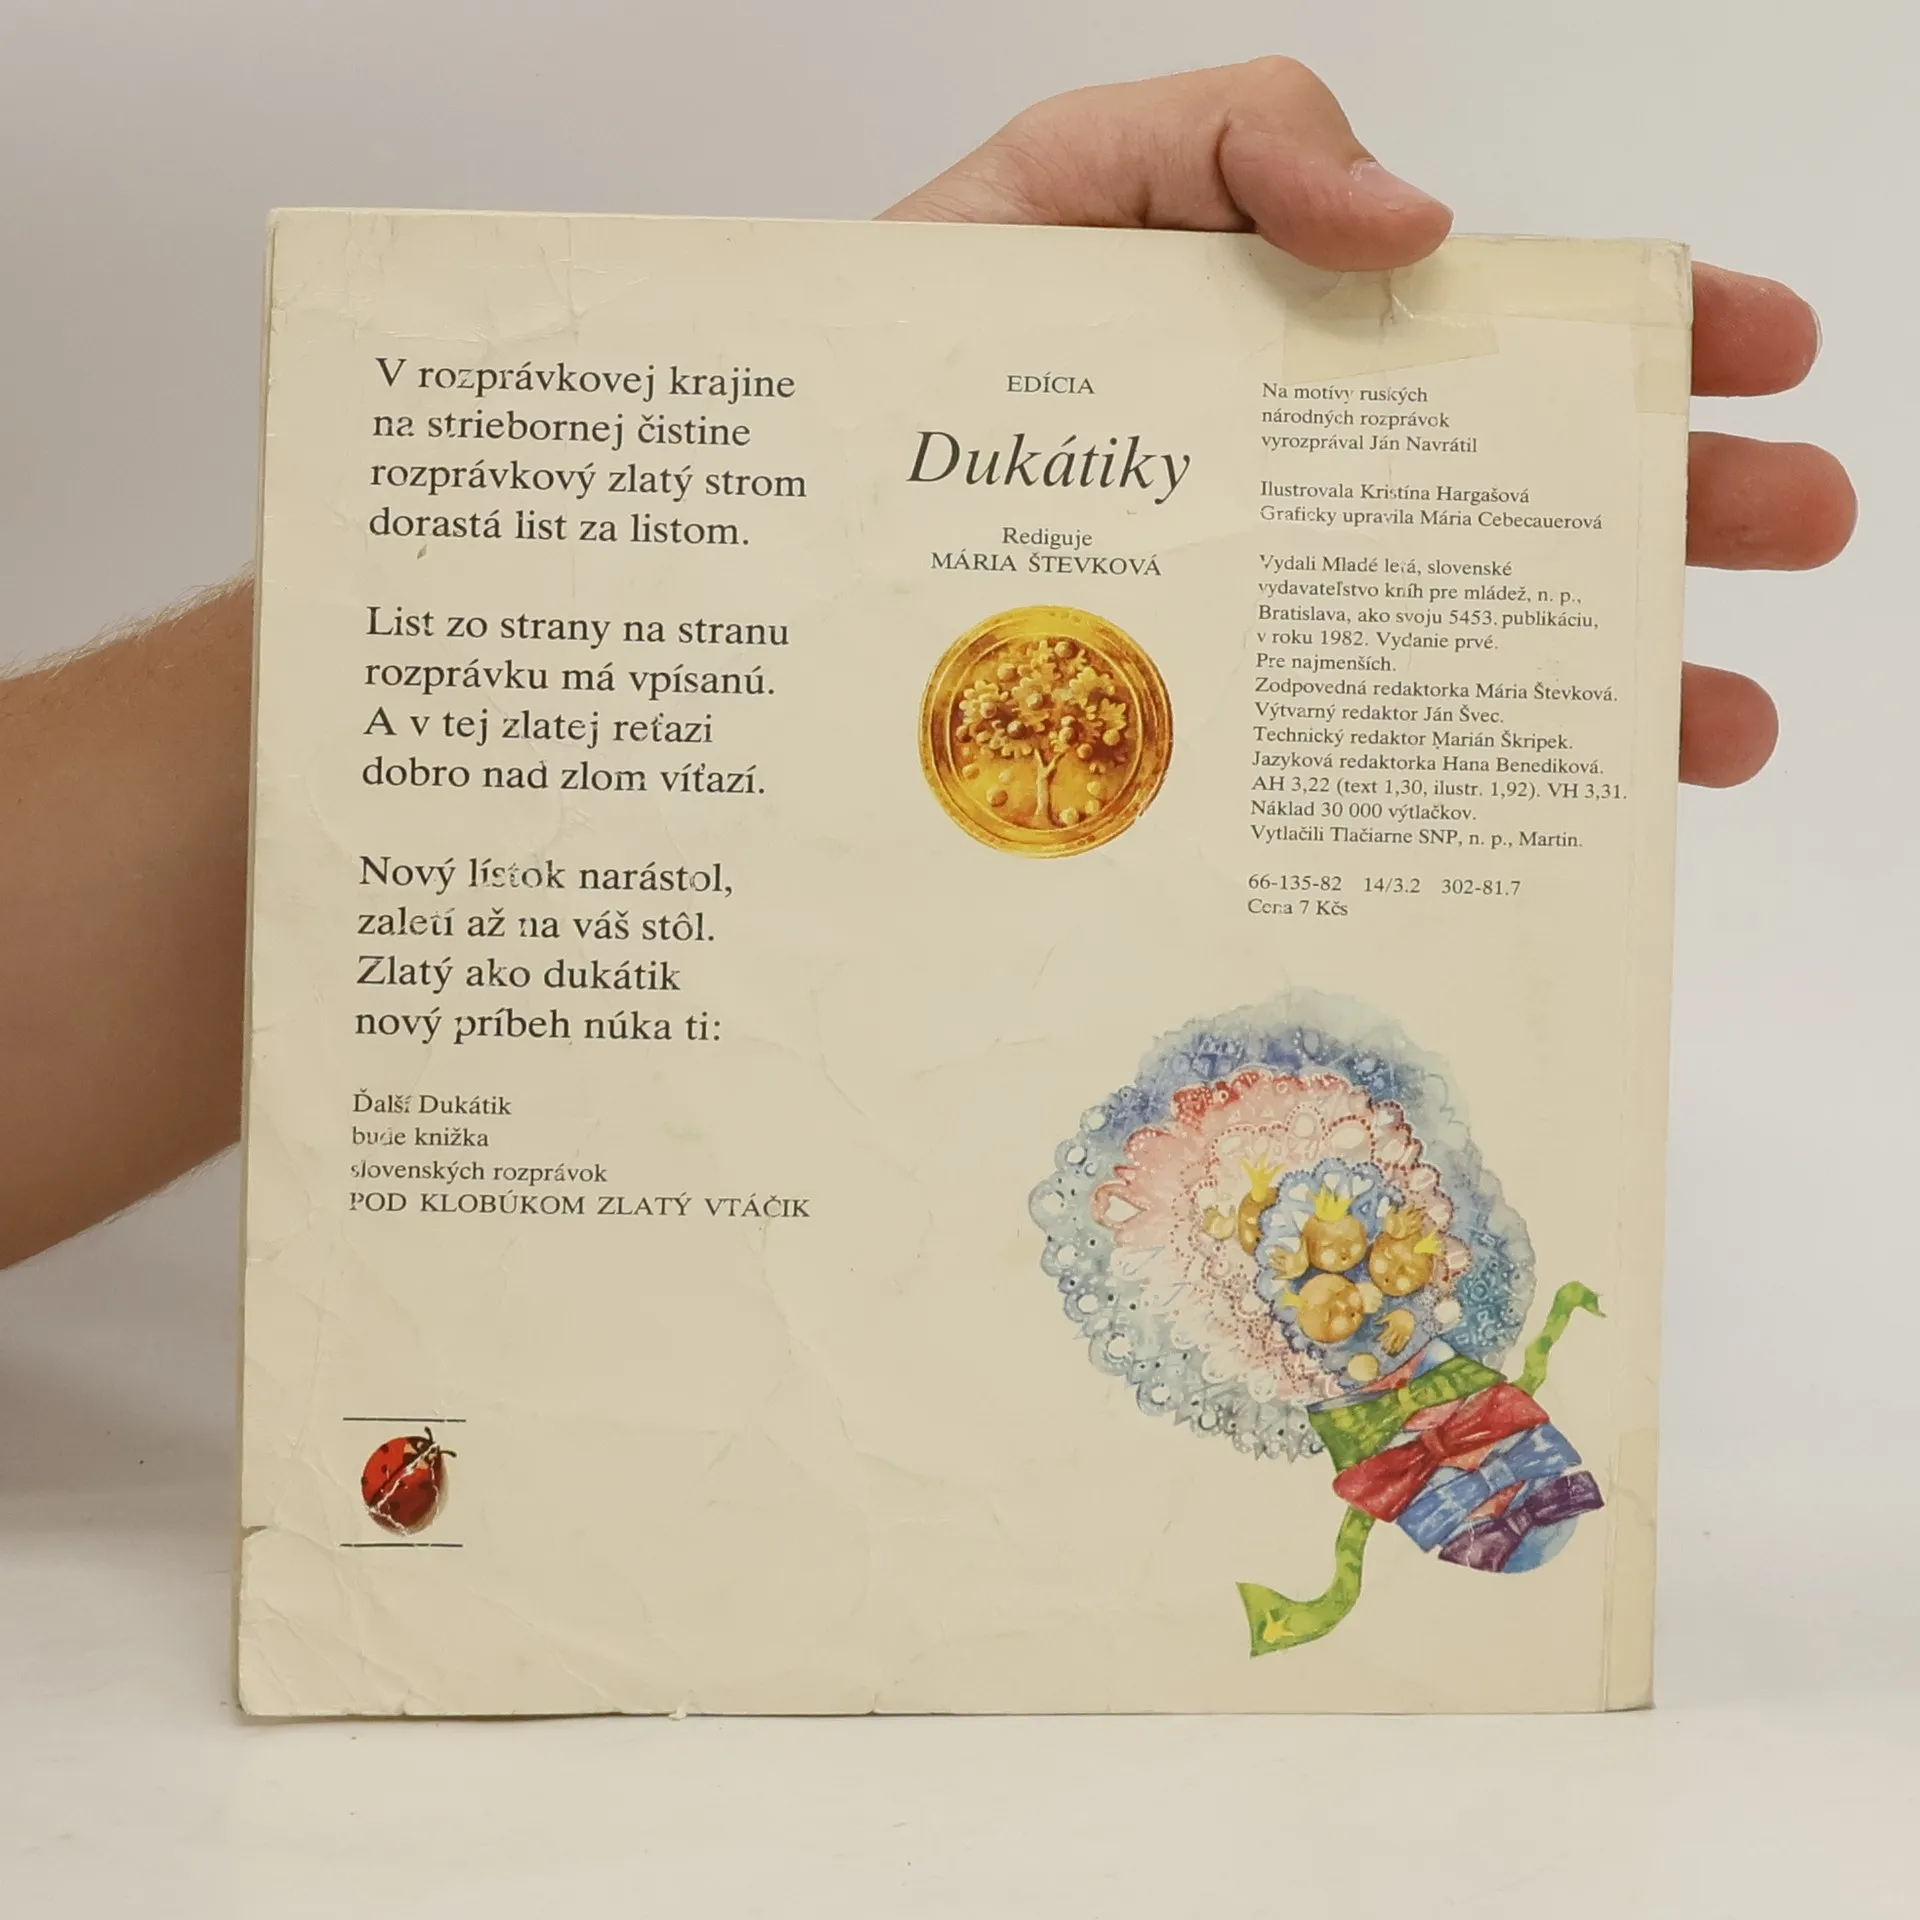 V rozprávkovej krajine
na striebornej čistine
rozprávkový zlatý strom
dorastá list za listom.
List zo strany na stranu
rozprávku má vpísanú.
A v tej zlatej reťazi
dobro nad zlom víťazí.
Nový lístok narástol,
zaletí až na váš stôl.
Zlatý ako dukátik
nový príbeh núka ti:
Ďalší Dukátik
bude knižka
slovenských rozprávok
POD KLOBÚKOM ZLATÝ VTÁČIK
EDÍCIA
Dukátiky
Rediguje
MÁRIA ŠTEVKOVÁ
Na motívy ruských
národných rozprávok
vyrozprával Ján Navrátil
Ilustrovala Kristína Hargašová
Graficky upravila Mária Cebecauerová
Vydali Mladé letá, slovenské
vydavateľstvo kníh pre mládež, n. p.,
Bratislava, ako svoju 5453. publikáciu,
v roku 1982. Vydanie prvé.
Pre najmenších.
Zodpovedná redaktorka Mária Števková.
Výtvarný redaktor Ján Švec.
Technický redaktor Marián Škripek.
Jazyková redaktorka Hana Benediková.
AH 3,22 (text 1,30, ilustr. 1,92). VH 3,31.
Náklad 30 000 výtlačkov.
Vytlačili Tlačiarne SNP, n. p., Martin.
66-135-82 14/3.2 302-81.7
Cena 7 Kčs